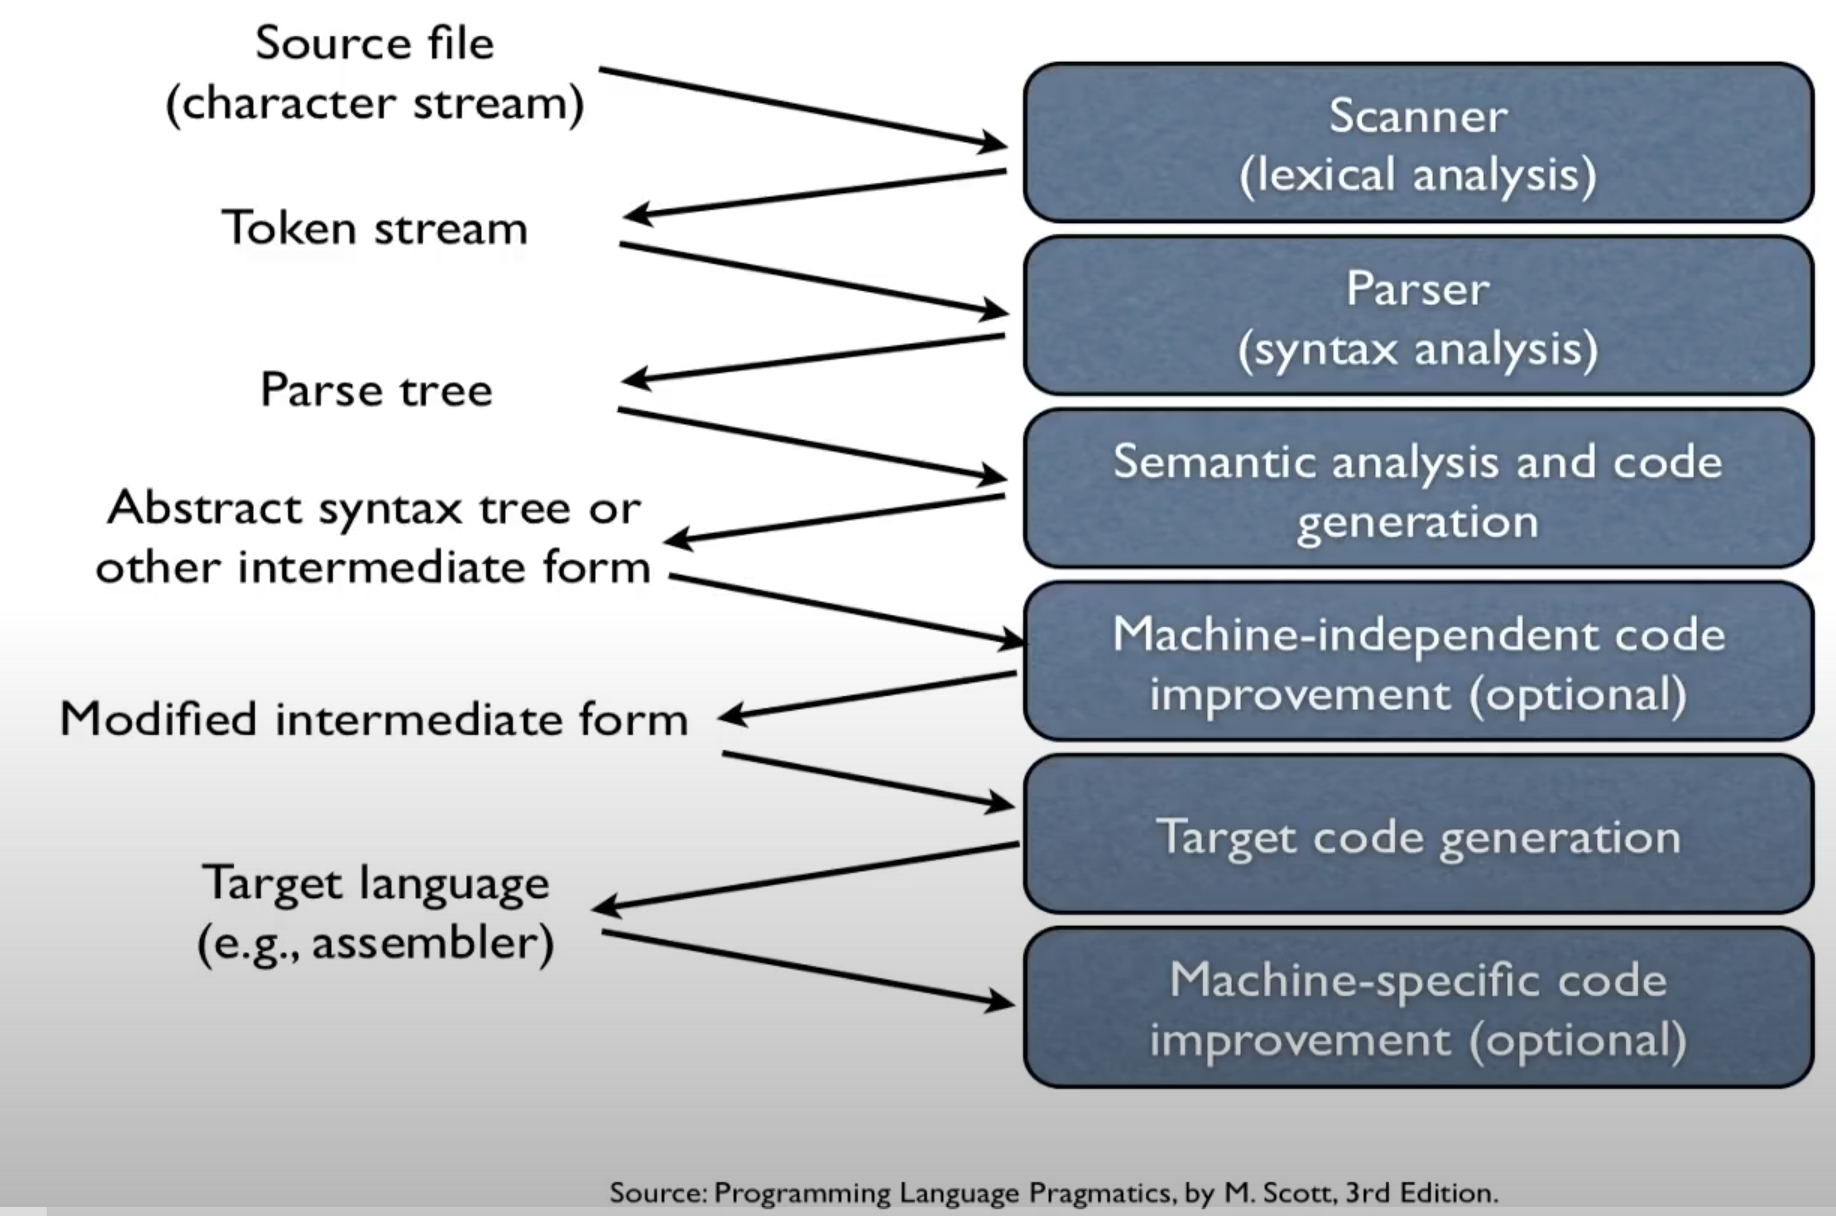 Source file
(character stream)
Scanner
(lexical analysis)
Token stream
Parser
(syntax analysis)
Parse tree
Semantic analysis and code
generation
Abstract syntax tree or
other intermediate form
Machine-independent code
improvement (optional)
Modified intermediate form
Target code generation
Target language
(e.g., assembler)
Machine-specific code
improvement (optional)
Source: Programming Language Pragmatics, by M. Scott, 3rd Edition.